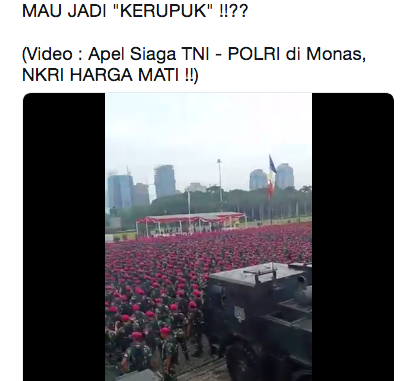 MAU JADI "KERUPUK" !!??
(Video : Apel Siaga TNI - POLRI di Monas,
NKRI HARGA MATI !!)